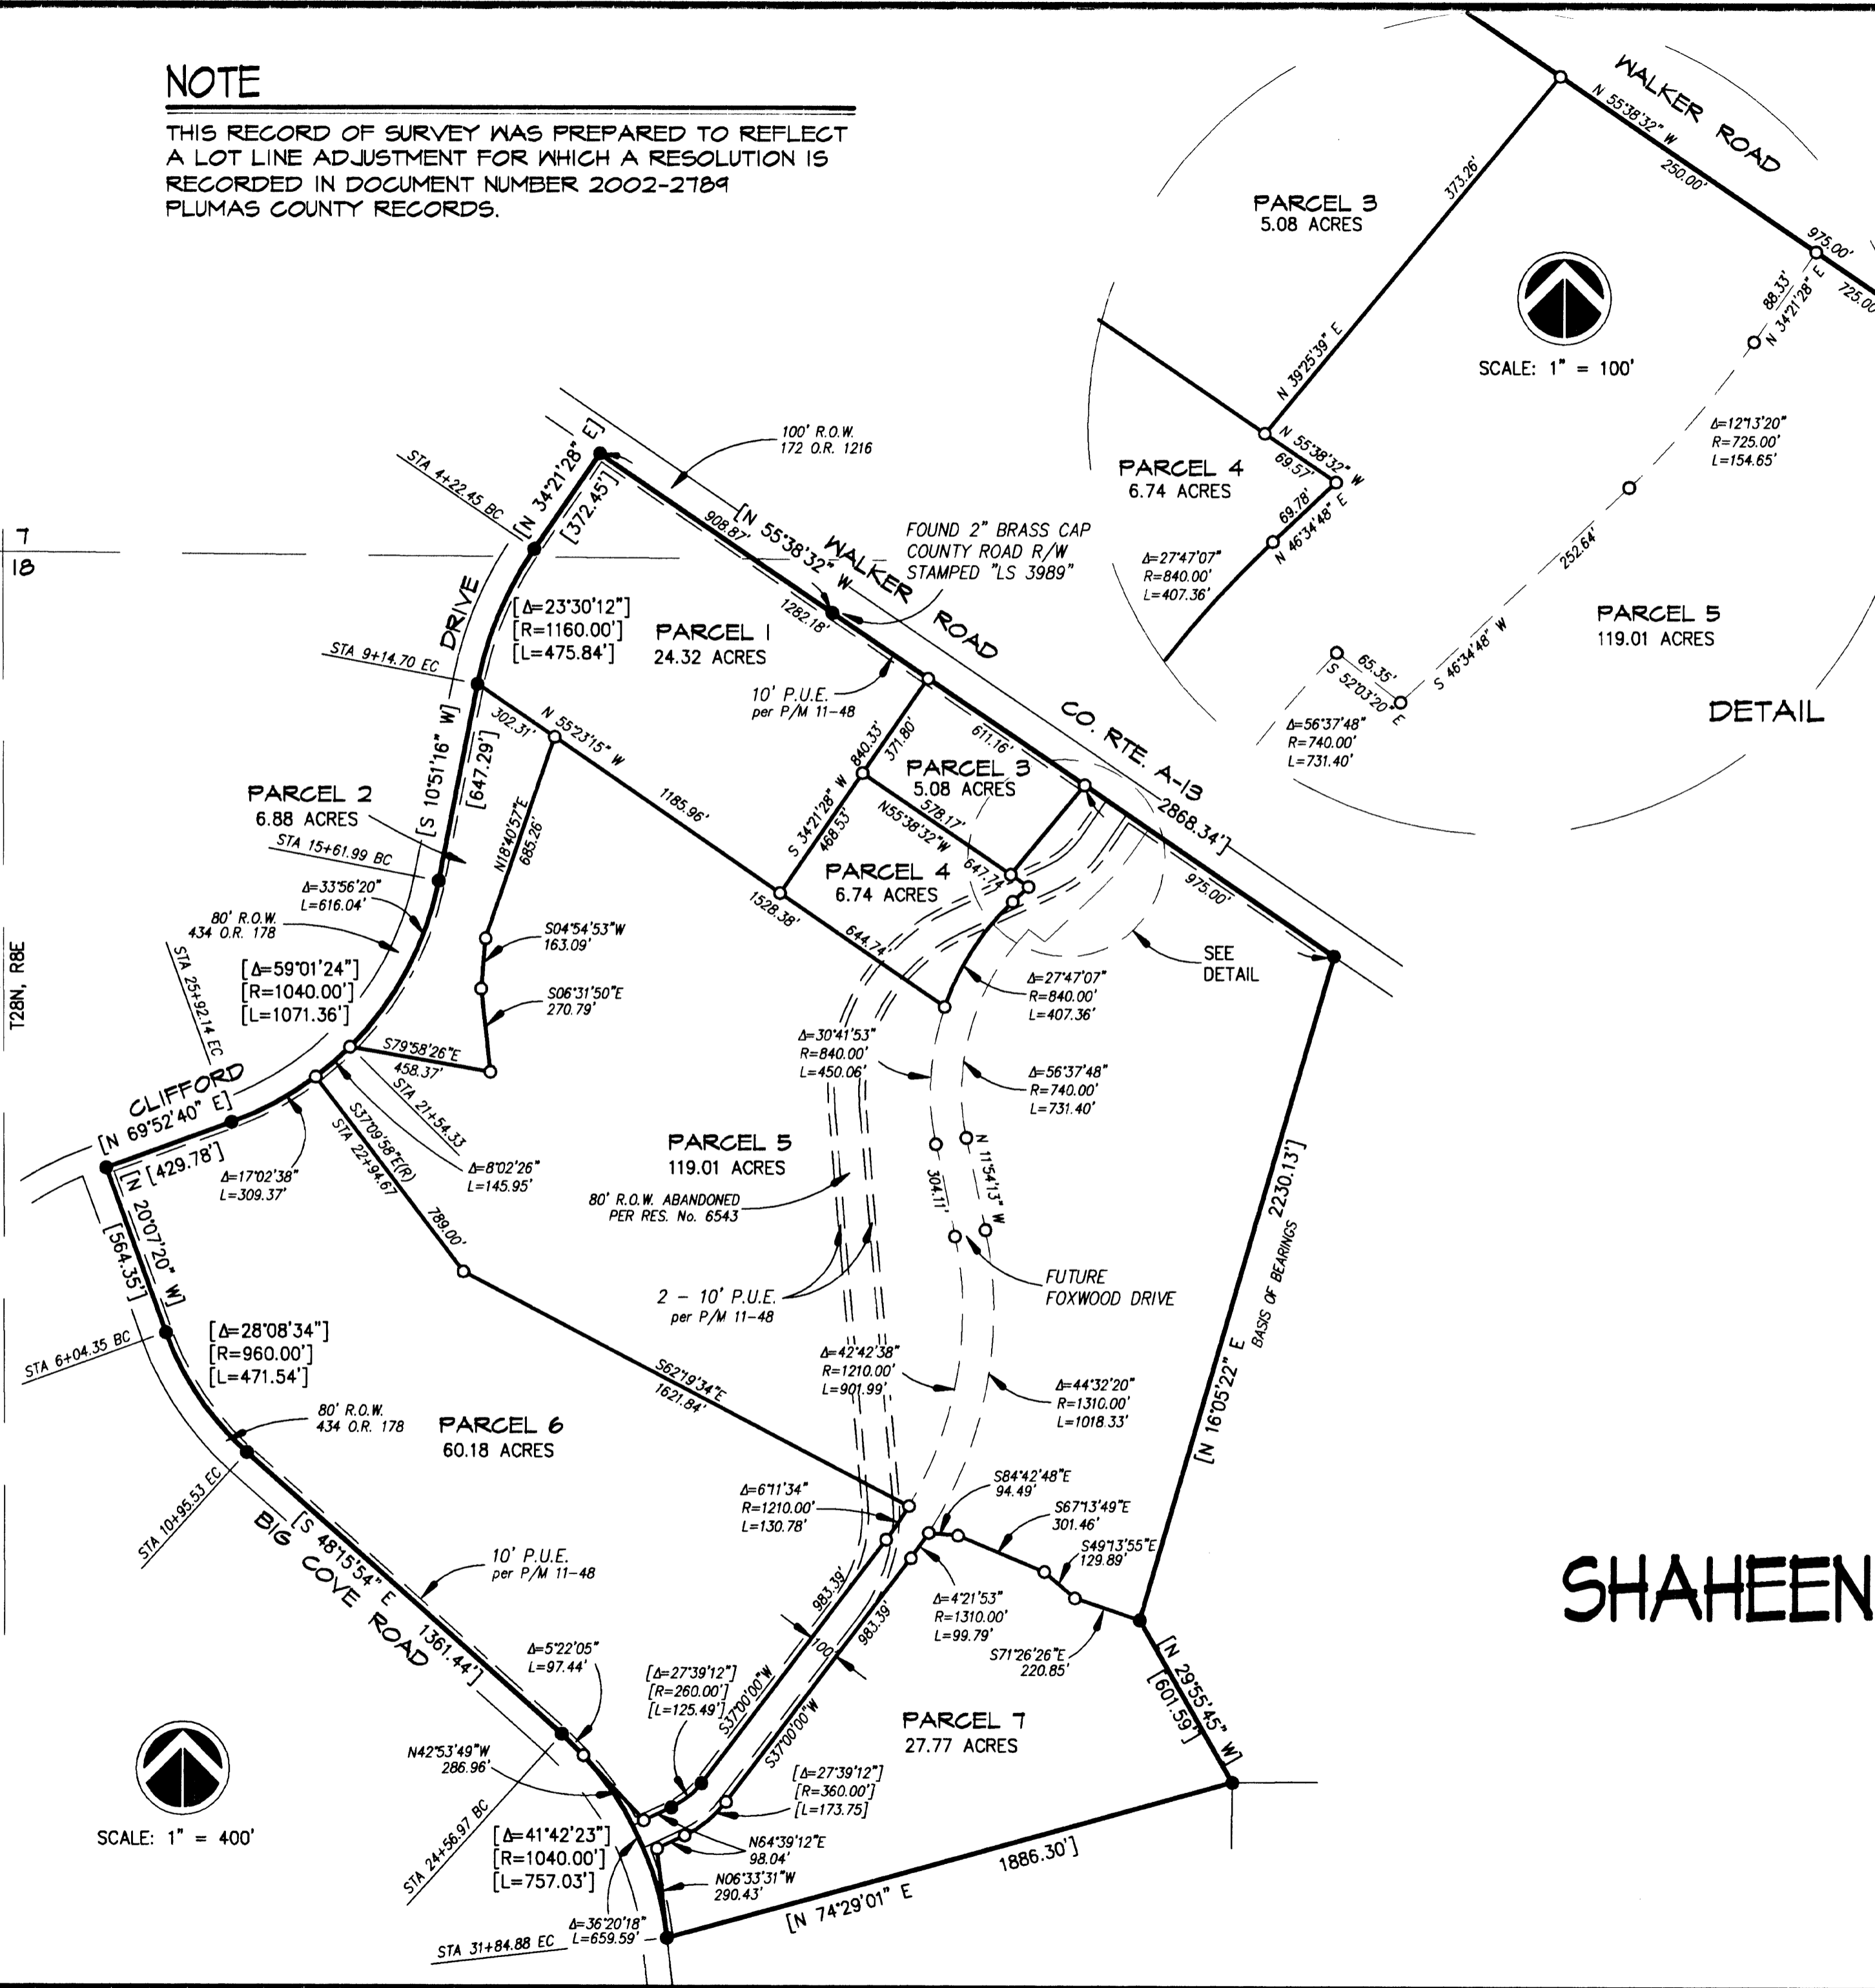 NOTE
THIS RECORD OF SURVEY WAS PREPARED TO REFLECT
A LOT LINE ADJUSTMENT FOR WHICH A RESOLUTION IS
RECORDED IN DOCUMENT NUMBER 2002-2789
PLUMAS COUNTY RECORDS.
WALKER ROAD
N 55°38'32" W
250.00'
975.00'
725.00
88.33'
N 34°21'28" E
373.26'
N 39°25'39" E
PARCEL 3
5.08 ACRES
SCALE: 1" = 100'
Δ=12°13'20"
R=725.00'
L=154.65'
N 55°38'32" W
69.57'
PARCEL 4
6.74 ACRES
69.78'
N 46°34'48" E
Δ=27°47'07"
R=840.00'
L=407.36'
252.64'
S 46°34'48" W
PARCEL 5
119.01 ACRES
65.35'
S 52°03'20" E
Δ=56°37'48"
R=740.00'
L=731.40'
DETAIL
7
18
T28N, R8E
100' R.O.W.
172 O.R. 1216
STA 4+22.45 BC
[N 34°21'28" E]
[372.45']
908.87'
[N 55°38'32" W
WALKER ROAD
FOUND 2" BRASS CAP
COUNTY ROAD R/W
STAMPED "LS 3989"
1282.18'
DRIVE
[Δ=23°30'12"]
[R=1160.00']
[L=475.84']
PARCEL 1
24.32 ACRES
STA 9+14.70 EC
10' P.U.E.
per P/M 11-48
302.31'
N 55°23'15" W
CO. RTE. A-13
2868.34']
611.16'
840.33'
371.80'
PARCEL 3
5.08 ACRES
[S 10°51'16" W]
[647.29']
PARCEL 2
6.88 ACRES
1185.96'
S 34°21'28" W
468.53'
578.17'
N55°38'32"W
647.74'
975.00'
STA 15+61.99 BC
N18°40'57"E
685.26'
PARCEL 4
6.74 ACRES
Δ=33°56'20"
L=616.04'
80' R.O.W.
434 O.R. 178
1528.38'
644.74'
S04°54'53"W
163.09'
SEE
DETAIL
STA 25+92.14 EC
[Δ=59°01'24"]
[R=1040.00']
[L=1071.36']
S06°31'50"E
270.79'
Δ=27°47'07"
R=840.00'
L=407.36'
Δ=30°41'53"
R=840.00'
L=450.06'
S79°58'26"E
458.37'
Δ=56°37'48"
R=740.00'
L=731.40'
CLIFFORD
[N 69°52'40" E]
[429.78']
STA 21+54.33
S37°09'58"E(R)
STA 22+94.67
PARCEL 5
119.01 ACRES
N 11°54'13" W
304.11'
2230.13']
Δ=17°02'38"
L=309.37'
Δ=8°02'26"
L=145.95'
80' R.O.W. ABANDONED
PER RES. No. 6543
789.00'
[N 20°07'20" W]
[564.35']
FUTURE
FOXWOOD DRIVE
BASIS OF BEARINGS
2 - 10' P.U.E.
per P/M 11-48
STA 6+04.35 BC
[Δ=28°08'34"]
[R=960.00']
[L=471.54']
S62°19'34"E
1621.84'
Δ=42°42'38"
R=1210.00'
L=901.99'
Δ=44°32'20"
R=1310.00'
L=1018.33'
[N 16°05'22" E
80' R.O.W.
434 O.R. 178
PARCEL 6
60.18 ACRES
STA 10+95.53 EC
S84°42'48"E
94.49'
Δ=6°11'34"
R=1210.00'
L=130.78'
S67°13'49"E
301.46'
[S 48°15'54" E
BIG COVE ROAD
1361.44']
10' P.U.E.
per P/M 11-48
S49°13'55"E
129.89'
983.39'
983.39'
100'
Δ=4°21'53"
R=1310.00'
L=99.79'
S71°26'26"E
220.85'
SHAHEEN
Δ=5°22'05"
L=97.44'
[Δ=27°39'12"]
[R=260.00']
[L=125.49']
S37°00'00"W
S37°00'00"W
[N 29°55'45" W]
[601.59']
PARCEL 7
27.77 ACRES
N42°53'49"W
286.96'
[Δ=27°39'12"]
[R=360.00']
[L=173.75]
SCALE: 1" = 400'
STA 24+56.97 BC
[Δ=41°42'23"]
[R=1040.00']
[L=757.03']
N64°39'12"E
98.04'
N06°33'31"W
290.43'
1886.30']
[N 74°29'01" E
Δ=36°20'18"
L=659.59'
STA 31+84.88 EC